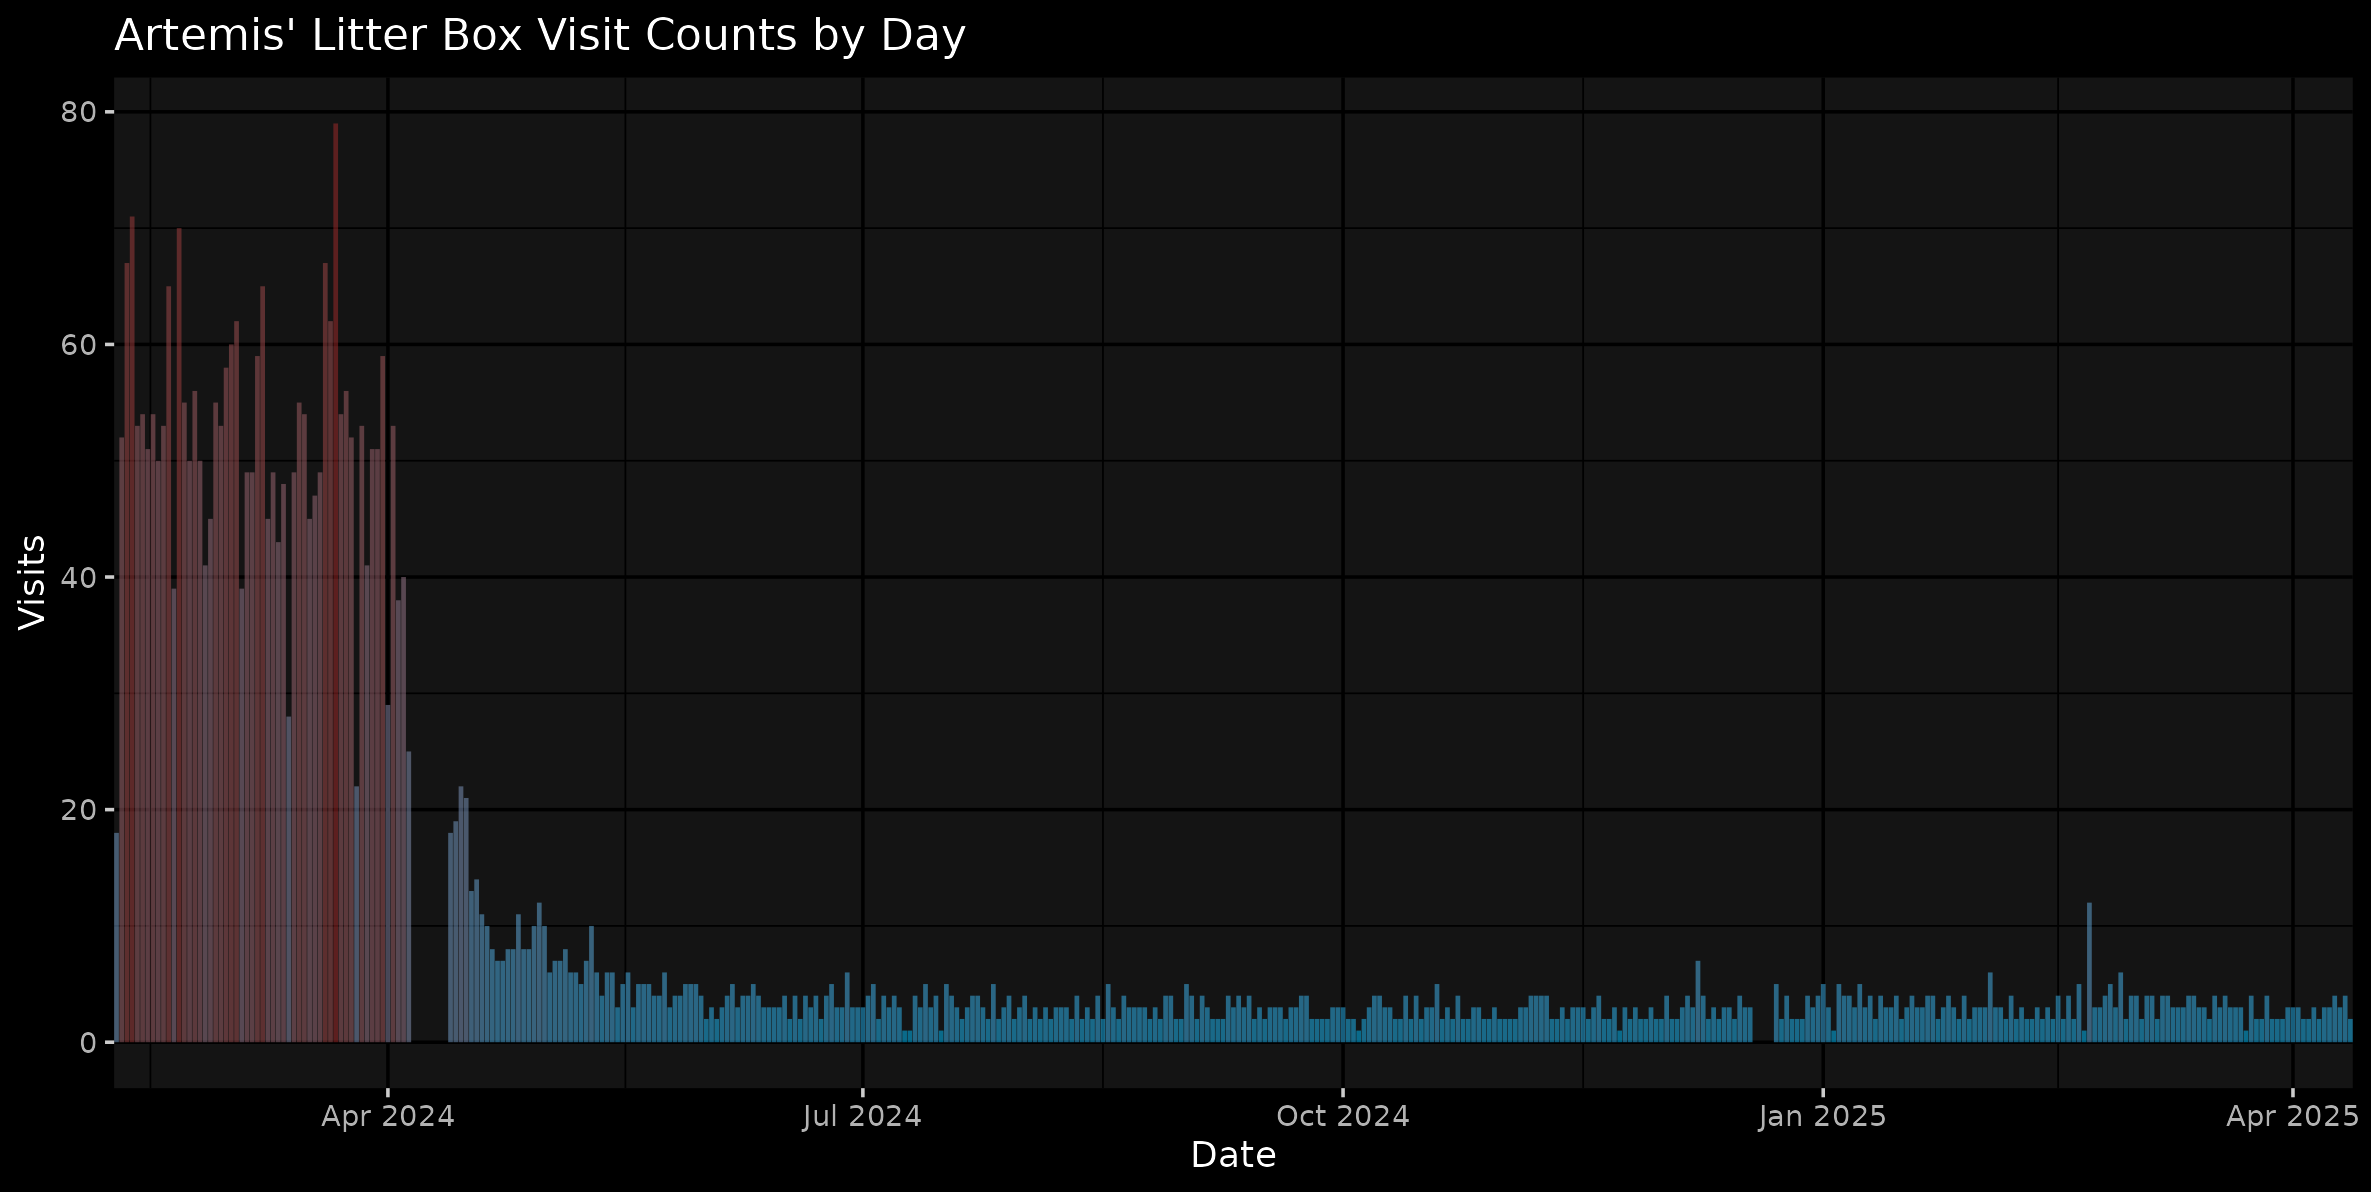 Artemis' Litter Box Visit Counts by Day
80
60
40
20
0
Visits
Apr 2024
Jul 2024
Oct 2024
Jan 2025
Apr 2025
Date